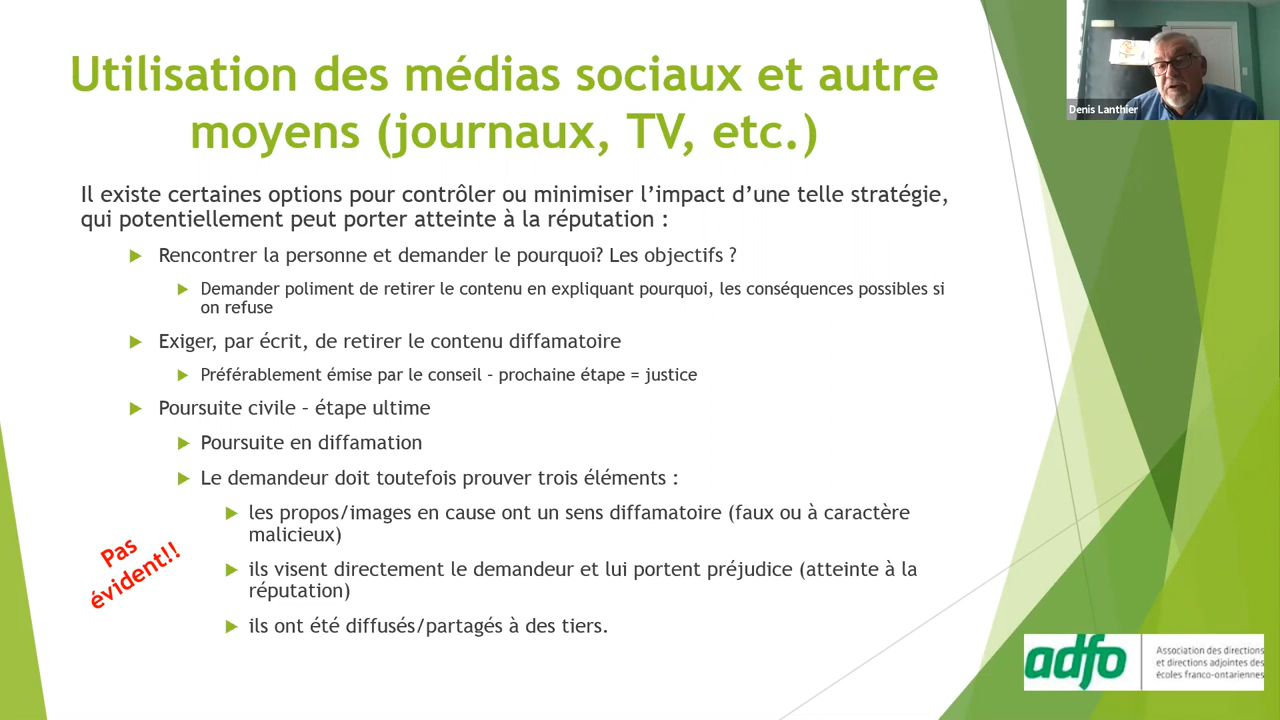 Utilisation des médias sociaux et autre
moyens (journaux, TV, etc.)
Denis Lanthier
Il existe certaines options pour contrôler ou minimiser l’impact d’une telle stratégie,
qui potentiellement peut porter atteinte à la réputation :
Rencontrer la personne et demander le pourquoi? Les objectifs ?
Demander poliment de retirer le contenu en expliquant pourquoi, les conséquences possibles si
on refuse
Exiger, par écrit, de retirer le contenu diffamatoire
Préférablement émise par le conseil – prochaine étape = justice
Poursuite civile – étape ultime
Poursuite en diffamation
Le demandeur doit toutefois prouver trois éléments :
les propos/images en cause ont un sens diffamatoire (faux ou à caractère
malicieux)
ils visent directement le demandeur et lui portent préjudice (atteinte à la
réputation)
ils ont été diffusés/partagés à des tiers.
Pas
évident!!
adfo
Association des directions
et directions adjointes des
écoles franco-ontariennes